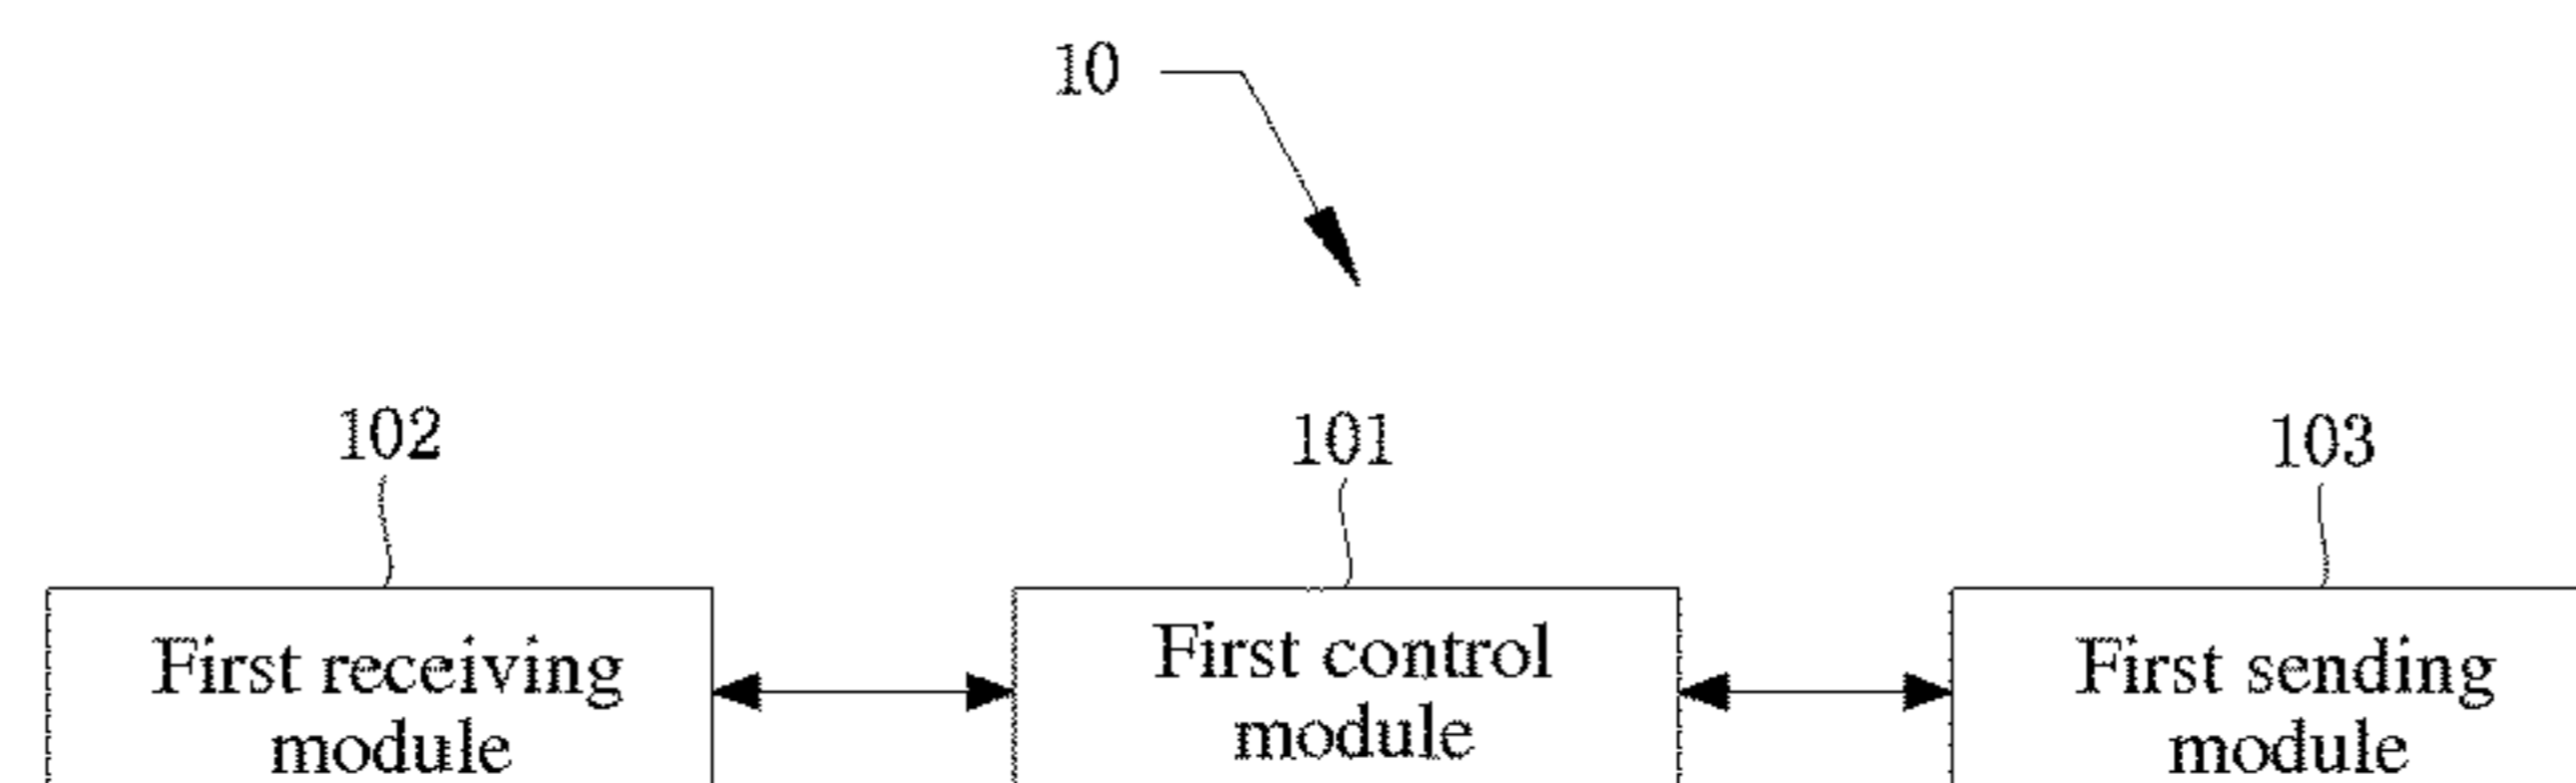 10
102
101
103
First receiving
module
First control
module
First sending
module